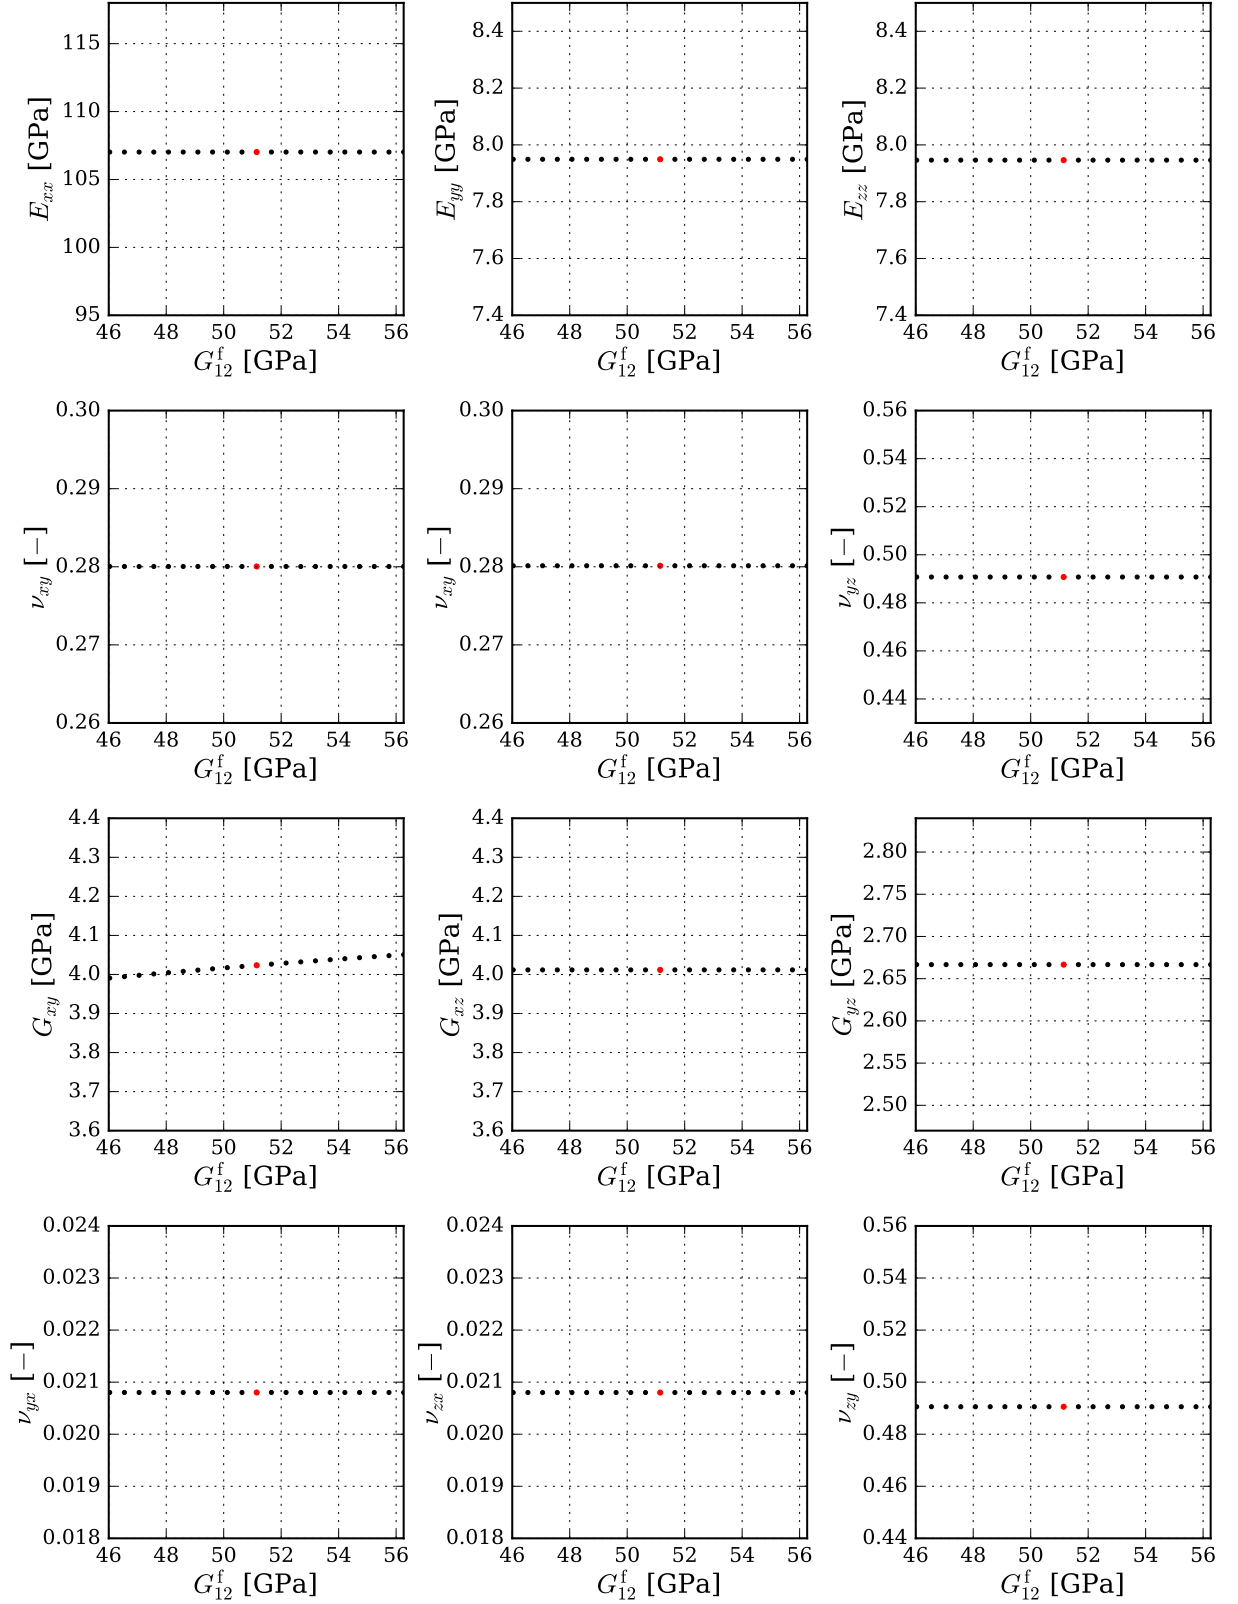 115
110
105
100
95
E_xx [GPa]
46 48 50 52 54 56
G_12^f [GPa]
8.4
8.2
8.0
7.8
7.6
7.4
E_yy [GPa]
46 48 50 52 54 56
G_12^f [GPa]
8.4
8.2
8.0
7.8
7.6
7.4
E_zz [GPa]
46 48 50 52 54 56
G_12^f [GPa]
0.30
0.29
0.28
0.27
0.26
ν_xy [−]
46 48 50 52 54 56
G_12^f [GPa]
0.30
0.29
0.28
0.27
0.26
ν_xy [−]
46 48 50 52 54 56
G_12^f [GPa]
0.56
0.54
0.52
0.50
0.48
0.46
0.44
ν_yz [−]
46 48 50 52 54 56
G_12^f [GPa]
4.4
4.3
4.2
4.1
4.0
3.9
3.8
3.7
3.6
G_xy [GPa]
46 48 50 52 54 56
G_12^f [GPa]
4.4
4.3
4.2
4.1
4.0
3.9
3.8
3.7
3.6
G_xz [GPa]
46 48 50 52 54 56
G_12^f [GPa]
2.80
2.75
2.70
2.65
2.60
2.55
2.50
G_yz [GPa]
46 48 50 52 54 56
G_12^f [GPa]
0.024
0.023
0.022
0.021
0.020
0.019
0.018
ν_yx [−]
46 48 50 52 54 56
G_12^f [GPa]
0.024
0.023
0.022
0.021
0.020
0.019
0.018
ν_zx [−]
46 48 50 52 54 56
G_12^f [GPa]
0.56
0.54
0.52
0.50
0.48
0.46
0.44
ν_zy [−]
46 48 50 52 54 56
G_12^f [GPa]